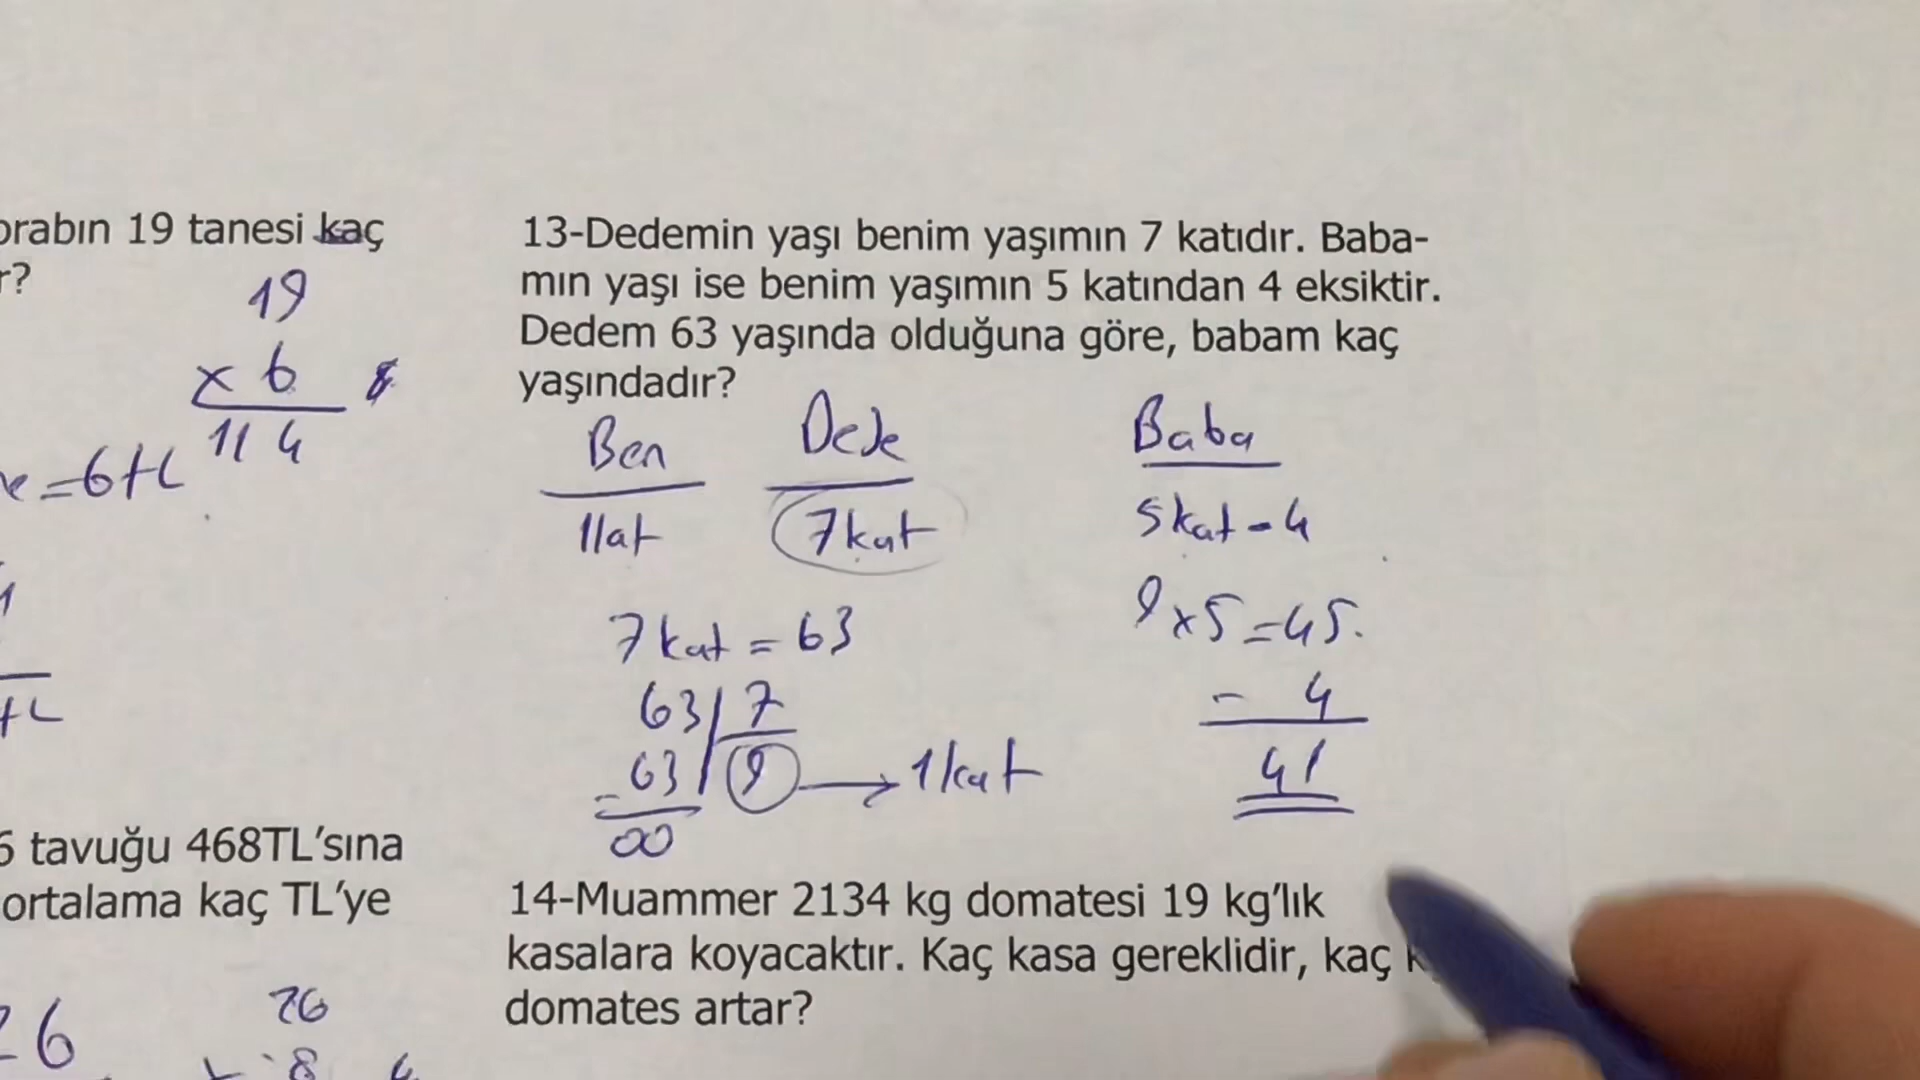 orabın 19 tanesi kaç
r?
19
x 6
114
=6TL
TL
6 tavuğu 468TL'sına
ortalama kaç TL'ye
26
6
8
13-Dedemin yaşı benim yaşımın 7 katıdır. Baba-
mın yaşı ise benim yaşımın 5 katından 4 eksiktir.
Dedem 63 yaşında olduğuna göre, babam kaç
yaşındadır?
Ben Dede Baba
1kat 7kat 5kat-4
7kat = 63
63 7
-63 9 → 1kat
00
9x5=45.
- 4
41
14-Muammer 2134 kg domatesi 19 kg'lık
kasalara koyacaktır. Kaç kasa gereklidir, kaç
domates artar?